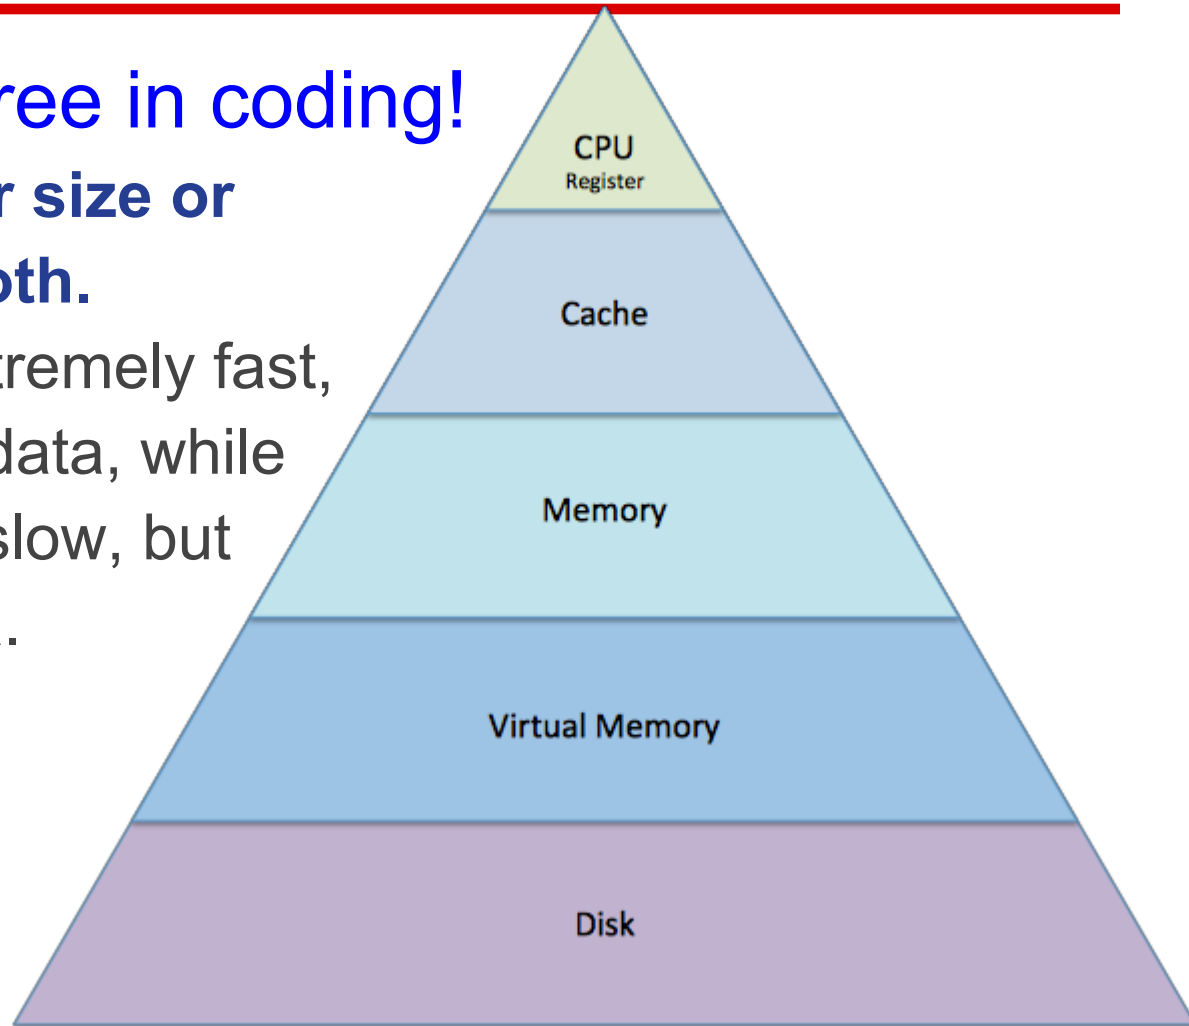 ree in coding!
r size or
oth.
tremely fast,
data, while
slow, but
.
CPU
Register
Cache
Memory
Virtual Memory
Disk